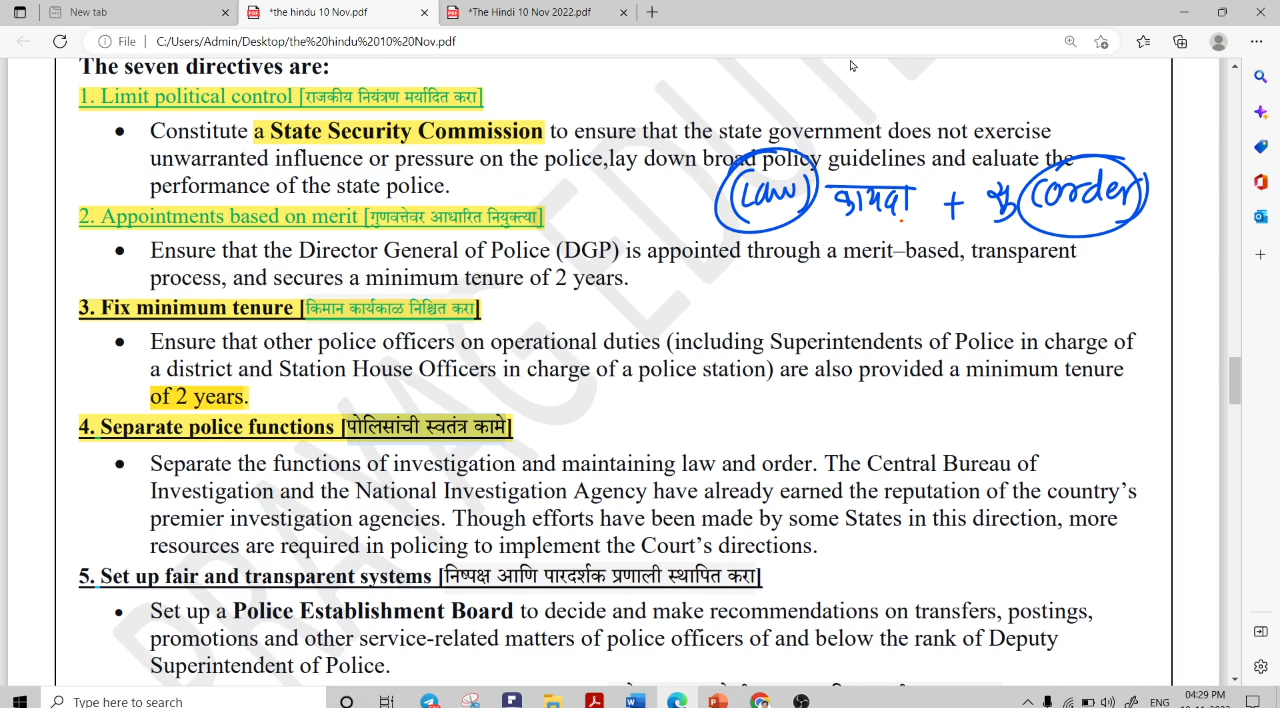 New tab
*the hindu 10 Nov.pdf
*The Hindi 10 Nov 2022.pdf
File
C:/Users/Admin/Desktop/the%20hindu%2010%20Nov.pdf
The seven directives are:
1. Limit political control [राजकीय नियंत्रण मर्यादित करा]
• Constitute a State Security Commission to ensure that the state government does not exercise
unwarranted influence or pressure on the police,lay down broad policy guidelines and ealuate the
performance of the state police.
(Law) कायदा + सु (order)
2. Appointments based on merit [गुणवत्तेवर आधारित नियुक्त्या]
• Ensure that the Director General of Police (DGP) is appointed through a merit–based, transparent
process, and secures a minimum tenure of 2 years.
3. Fix minimum tenure [किमान कार्यकाळ निश्चित करा]
• Ensure that other police officers on operational duties (including Superintendents of Police in charge of
a district and Station House Officers in charge of a police station) are also provided a minimum tenure
of 2 years.
4. Separate police functions [पोलिसांची स्वतंत्र कामे]
• Separate the functions of investigation and maintaining law and order. The Central Bureau of
Investigation and the National Investigation Agency have already earned the reputation of the country’s
premier investigation agencies. Though efforts have been made by some States in this direction, more
resources are required in policing to implement the Court’s directions.
5. Set up fair and transparent systems [निष्पक्ष आणि पारदर्शक प्रणाली स्थापित करा]
• Set up a Police Establishment Board to decide and make recommendations on transfers, postings,
promotions and other service-related matters of police officers of and below the rank of Deputy
Superintendent of Police.
PRAYAG EDU
Type here to search
ENG
04:29 PM